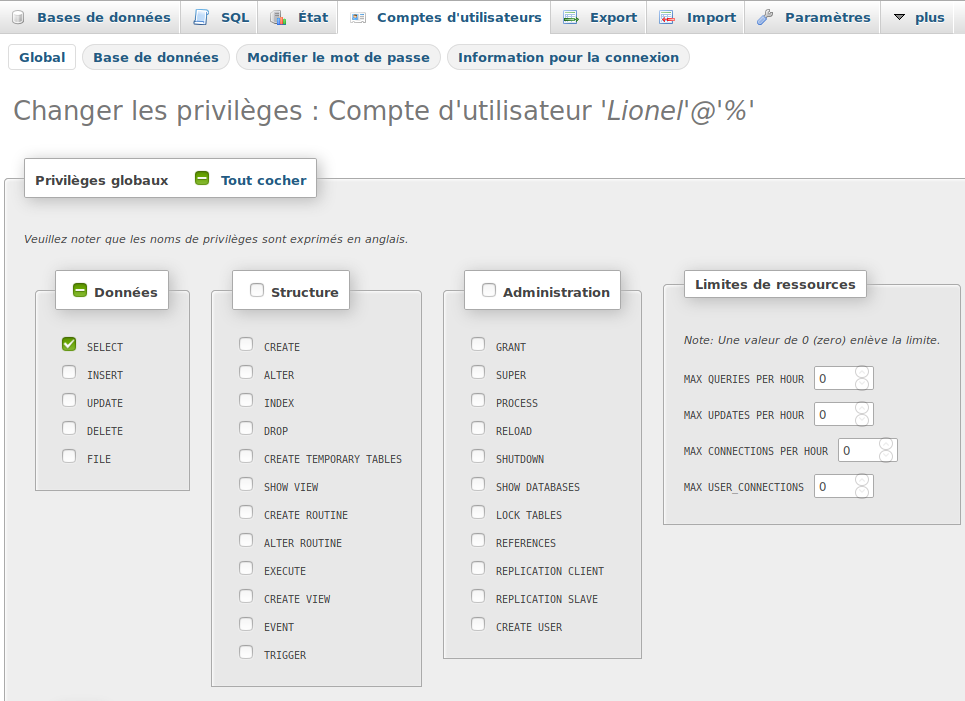 Bases de données SQL État Comptes d'utilisateurs Export Import Paramètres plus
Global Base de données Modifier le mot de passe Information pour la connexion
Changer les privilèges : Compte d'utilisateur 'Lionel'@'%'
Privilèges globaux Tout cocher
Veuillez noter que les noms de privilèges sont exprimés en anglais.
Données
SELECT
INSERT
UPDATE
DELETE
FILE
Structure
CREATE
ALTER
INDEX
DROP
CREATE TEMPORARY TABLES
SHOW VIEW
CREATE ROUTINE
ALTER ROUTINE
EXECUTE
CREATE VIEW
EVENT
TRIGGER
Administration
GRANT
SUPER
PROCESS
RELOAD
SHUTDOWN
SHOW DATABASES
LOCK TABLES
REFERENCES
REPLICATION CLIENT
REPLICATION SLAVE
CREATE USER
Limites de ressources
Note: Une valeur de 0 (zero) enlève la limite.
MAX QUERIES PER HOUR 0
MAX UPDATES PER HOUR 0
MAX CONNECTIONS PER HOUR 0
MAX USER_CONNECTIONS 0